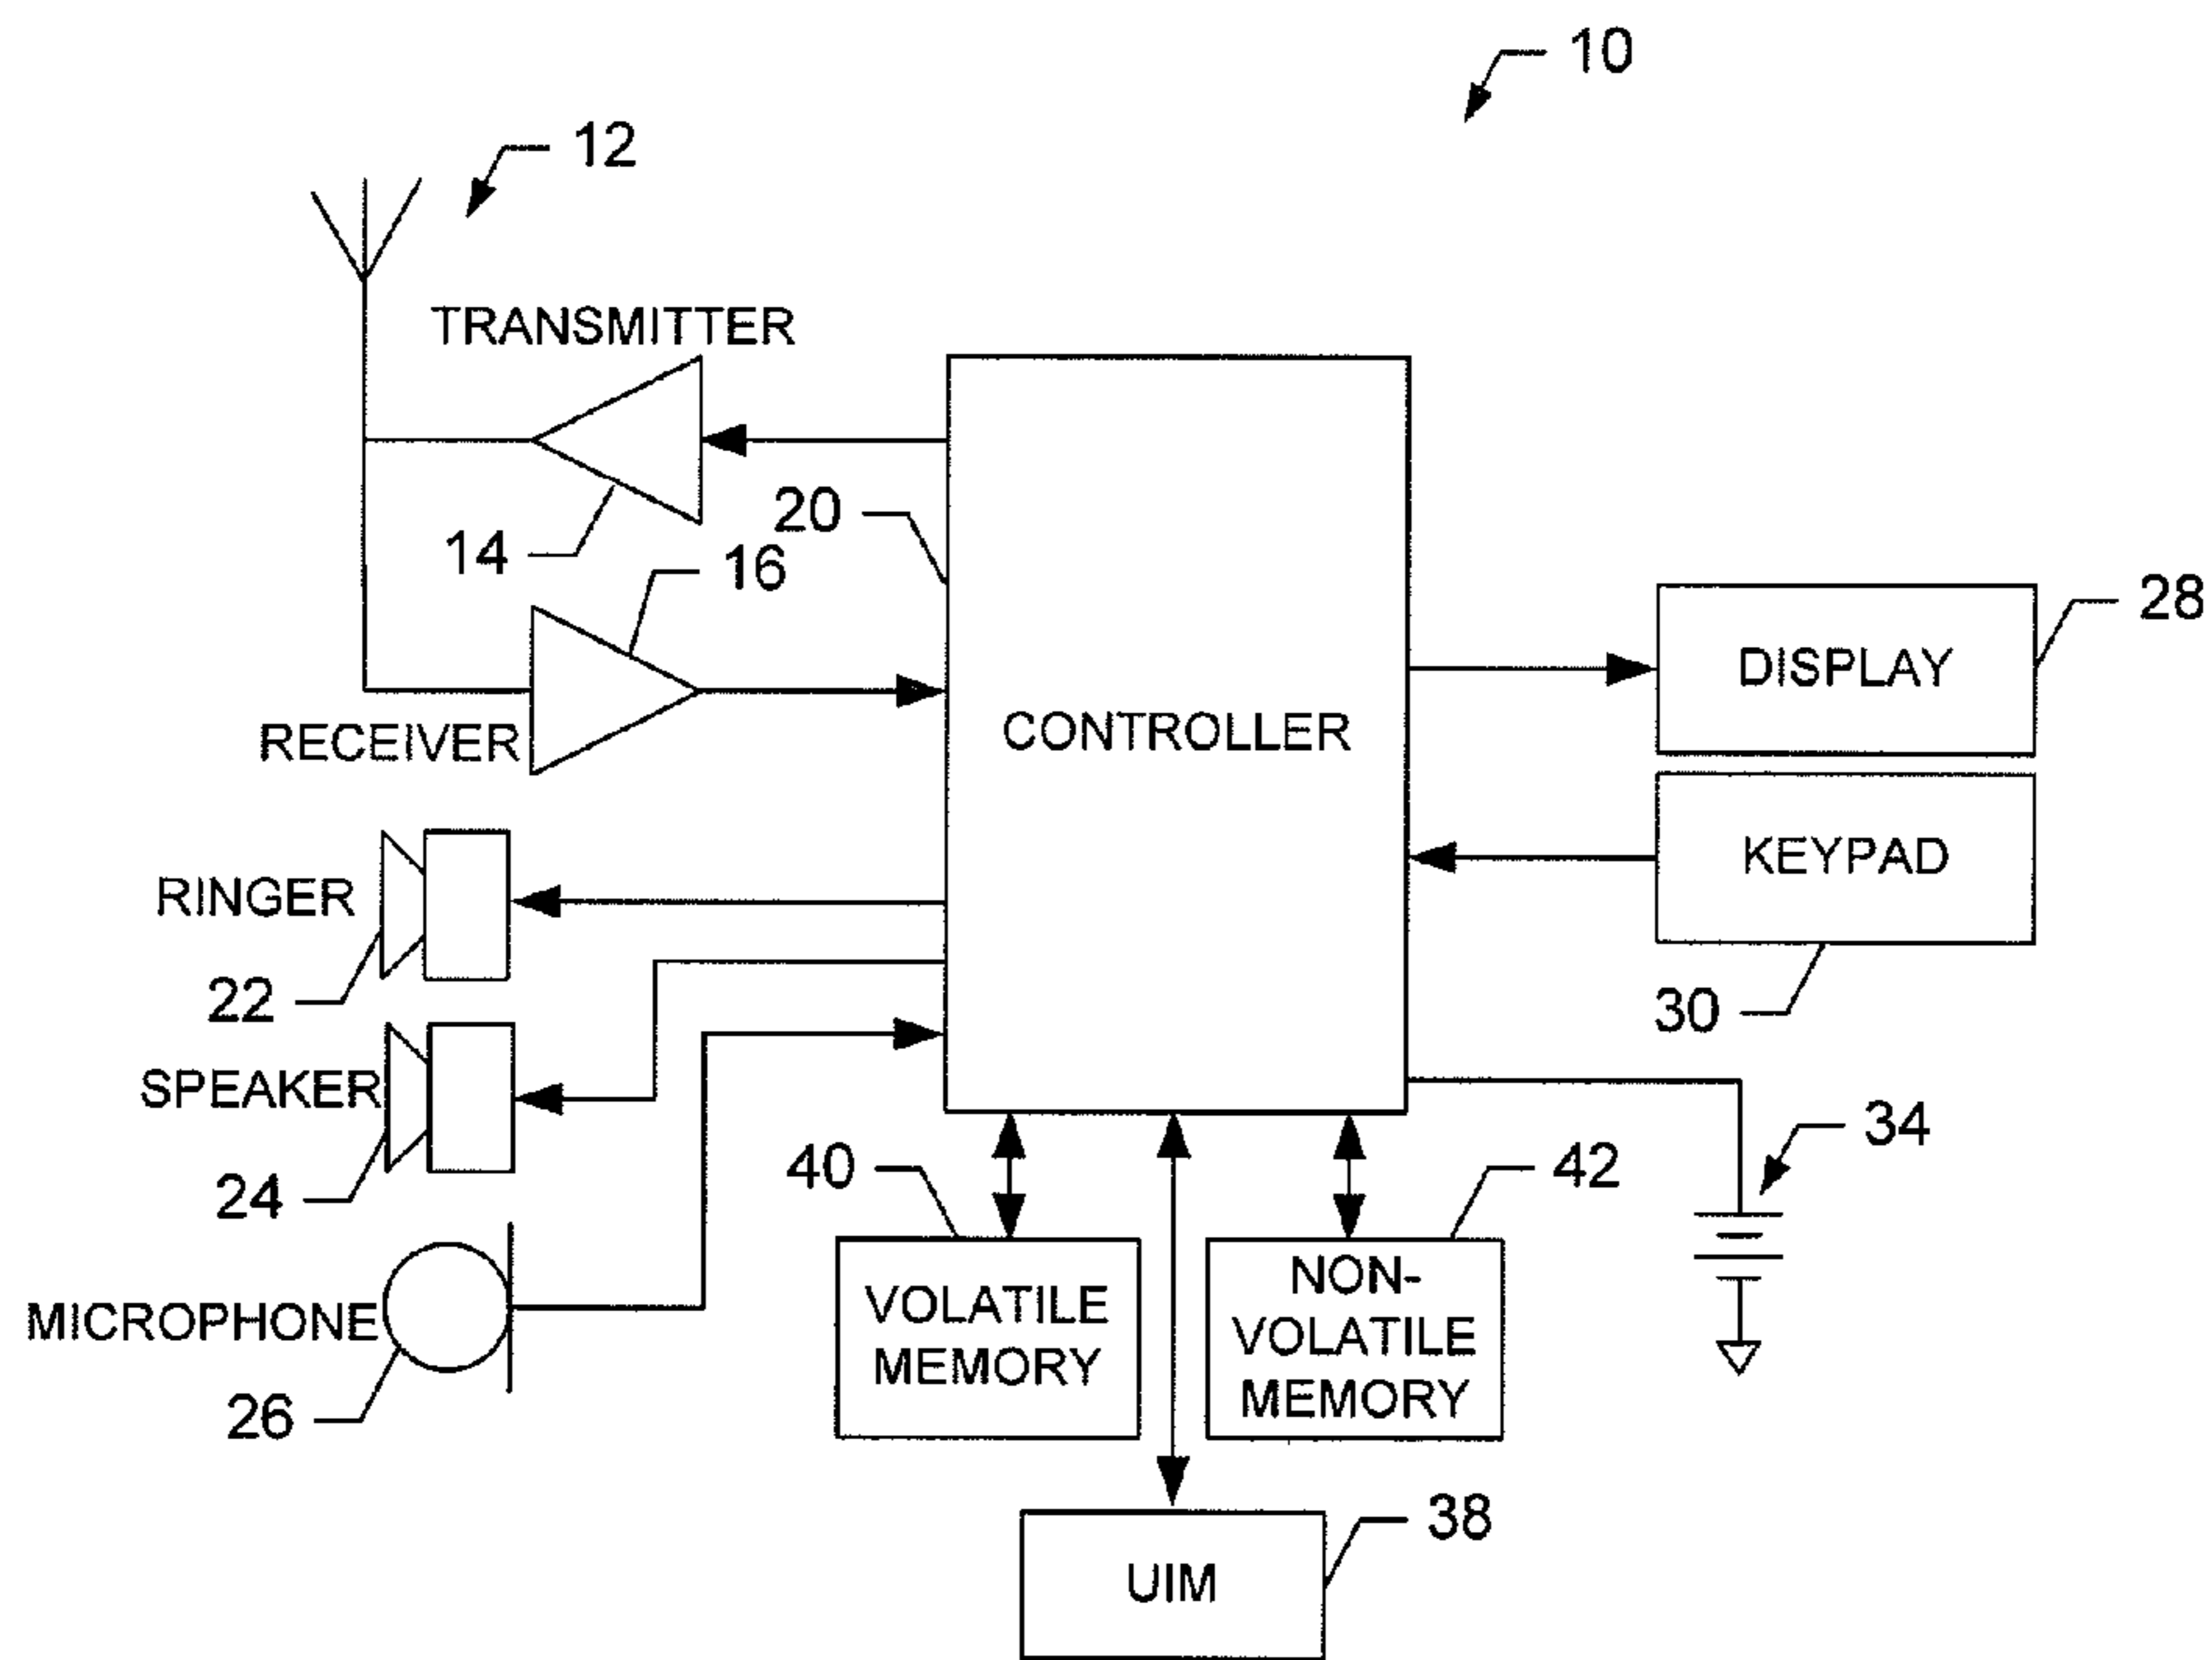 10
12
TRANSMITTER
14
20
16
RECEIVER
CONTROLLER
DISPLAY
28
KEYPAD
30
RINGER
22
SPEAKER
24
MICROPHONE
26
34
40
VOLATILE
MEMORY
42
NON-
VOLATILE
MEMORY
38
UIM